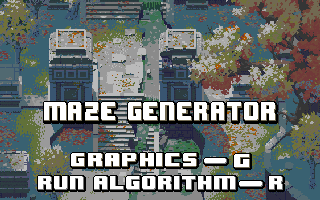 MAZE GENERATOR
GRAPHICS — G
RUN ALGORITHM — R